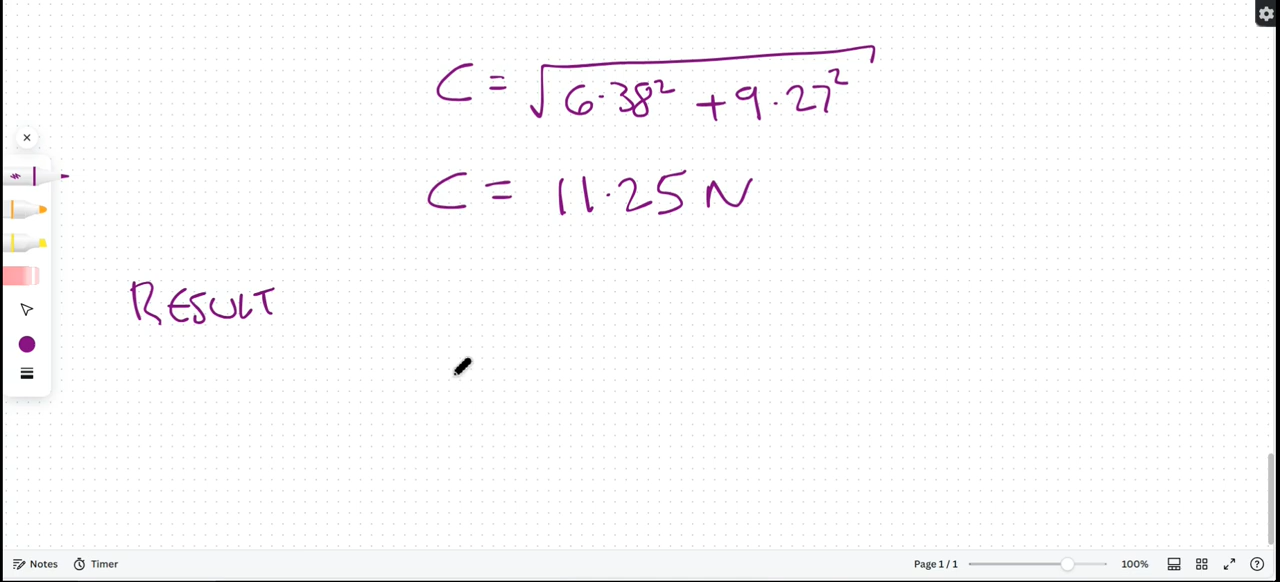 C = √6·38² + 9·27²
C = 11·25 N
RESULT
Notes
Timer
Page 1 / 1
100%